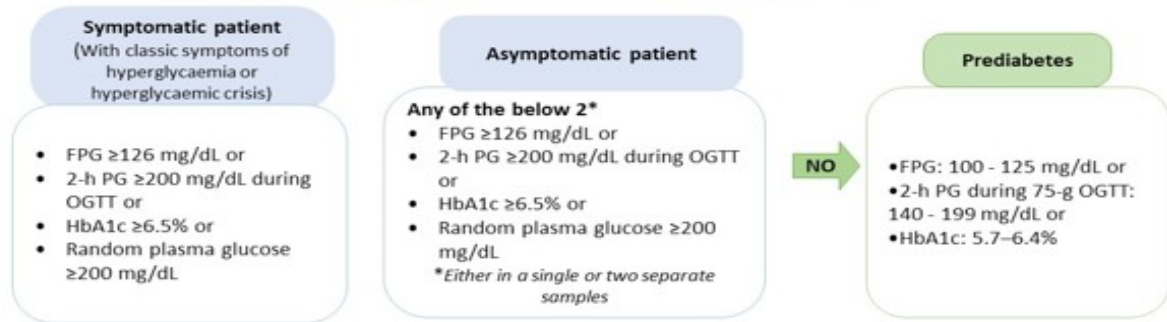 Symptomatic patient
(With classic symptoms of
hyperglycaemia or
hyperglycaemic crisis)
• FPG ≥126 mg/dL or
• 2-h PG ≥200 mg/dL during
OGTT or
• HbA1c ≥6.5% or
• Random plasma glucose
≥200 mg/dL
Asymptomatic patient
Any of the below 2*
• FPG ≥126 mg/dL or
• 2-h PG ≥200 mg/dL during OGTT
or
• HbA1c ≥6.5% or
• Random plasma glucose ≥200
mg/dL
*Either in a single or two separate
samples
NO
Prediabetes
•FPG: 100 - 125 mg/dL or
•2-h PG during 75-g OGTT:
140 - 199 mg/dL or
•HbA1c: 5.7–6.4%